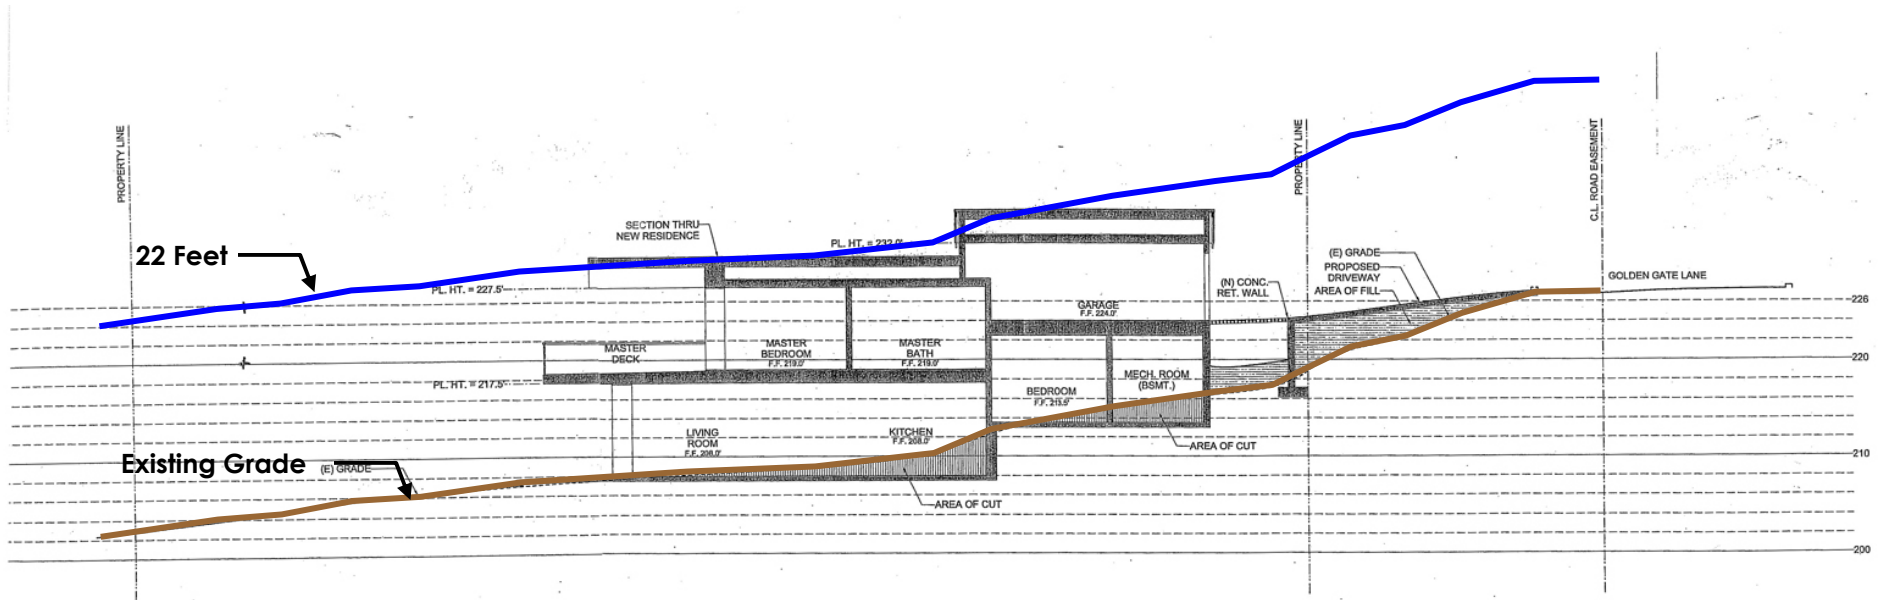 PROPERTY LINE
PROPERTY LINE
C.L. ROAD EASEMENT
SECTION THRU
NEW RESIDENCE
PL. HT. = 232.0'
22 Feet
(E) GRADE
PROPOSED
DRIVEWAY
AREA OF FILL
GOLDEN GATE LANE
(N) CONC.
RET. WALL
PL. HT. = 227.5'
226
GARAGE
F.F. 224.0'
MASTER
DECK
MASTER
BEDROOM
F.F. 219.0'
MASTER
BATH
F.F. 219.0'
220
PL. HT. = 217.5'
MECH. ROOM
(BSMT.)
BEDROOM
F.F. 213.5'
LIVING
ROOM
F.F. 208.0'
KITCHEN
F.F. 208.0'
AREA OF CUT
210
Existing Grade
(E) GRADE
AREA OF CUT
200